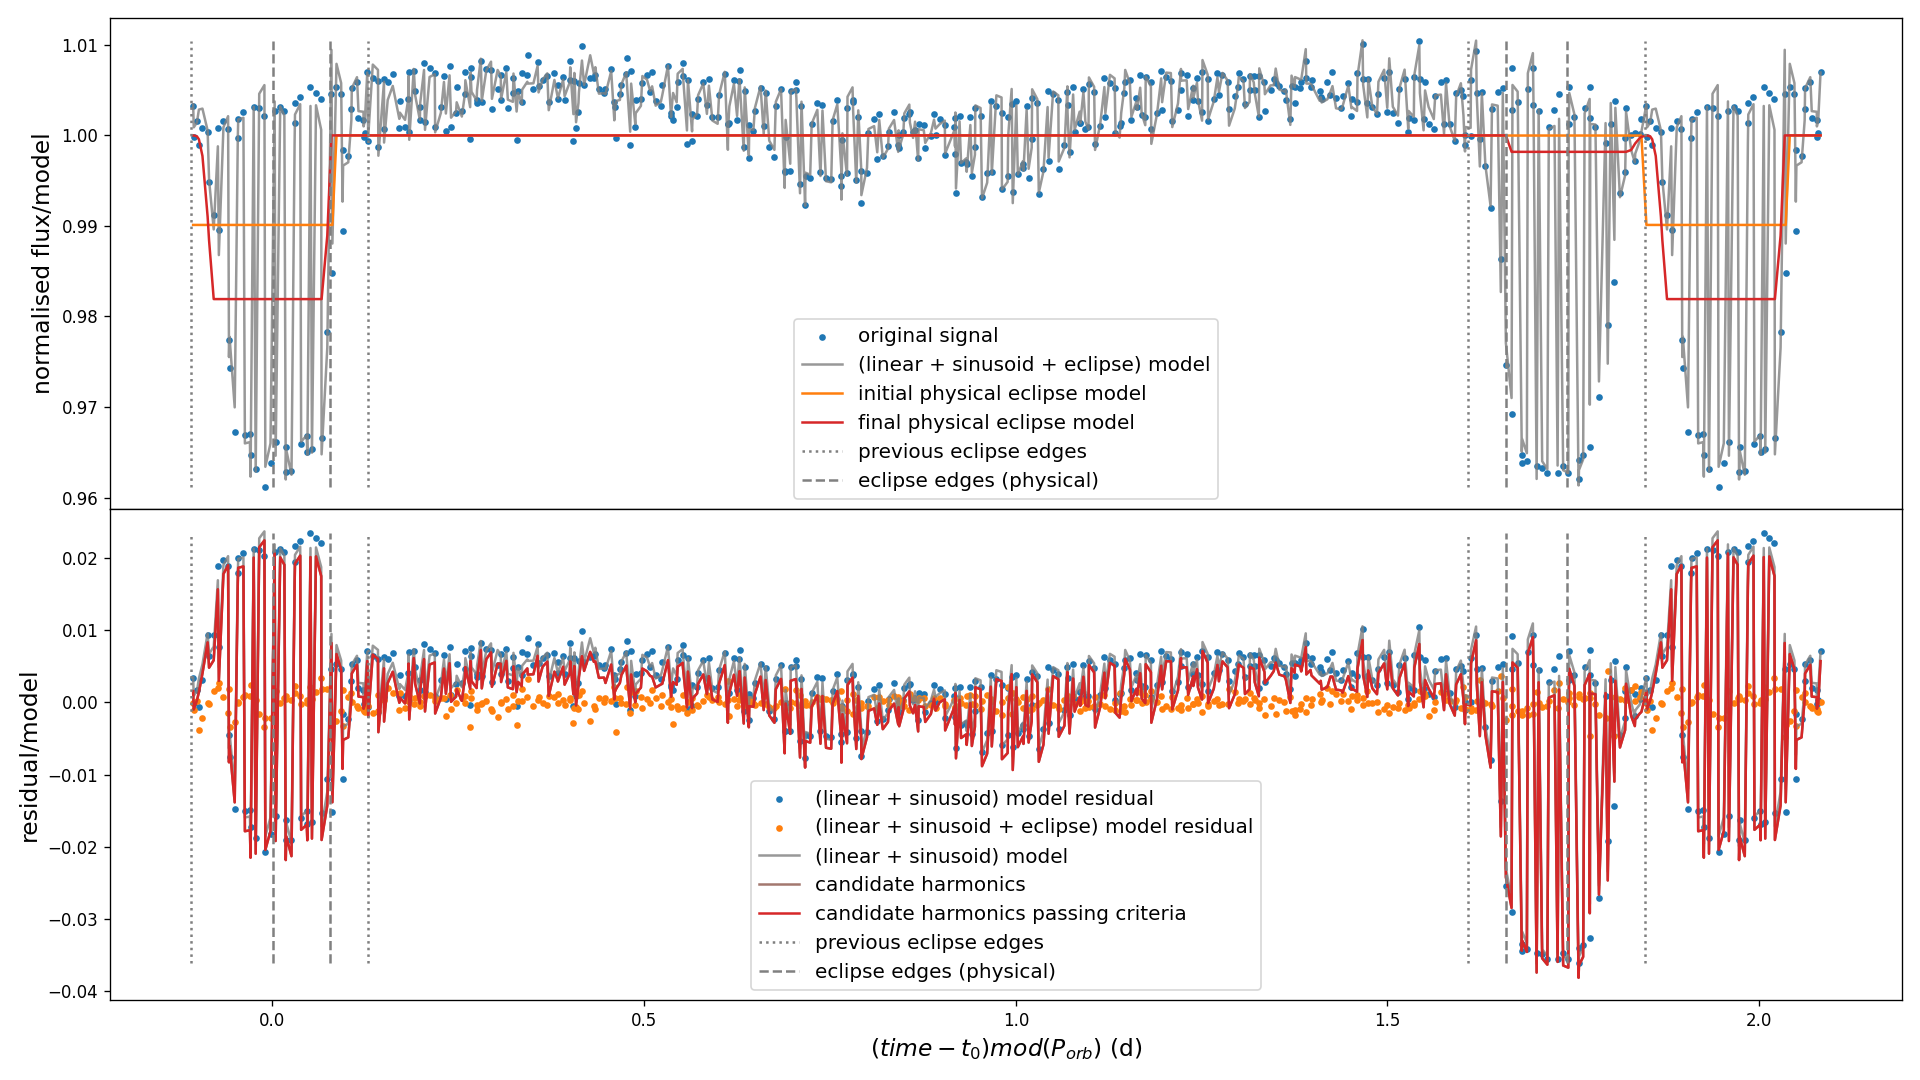 normalised flux/model
1.01
1.00
0.99
0.98
0.97
0.96
original signal
(linear + sinusoid + eclipse) model
initial physical eclipse model
final physical eclipse model
previous eclipse edges
eclipse edges (physical)
residual/model
0.02
0.01
0.00
−0.01
−0.02
−0.03
−0.04
(linear + sinusoid) model residual
(linear + sinusoid + eclipse) model residual
(linear + sinusoid) model
candidate harmonics
candidate harmonics passing criteria
previous eclipse edges
eclipse edges (physical)
0.0 0.5 1.0 1.5 2.0
(time − t₀)mod(P_orb) (d)